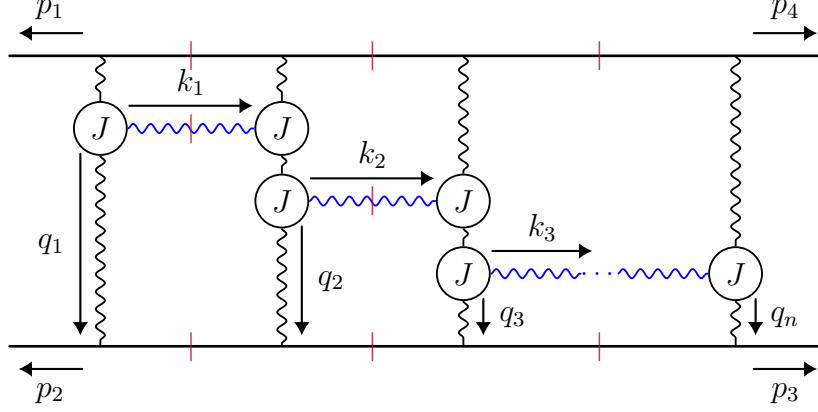 p₁ p₄
k₁
J J
k₂
J J
q₁ k₃
q₂ J ··· J
q₃ qₙ
p₂ p₃